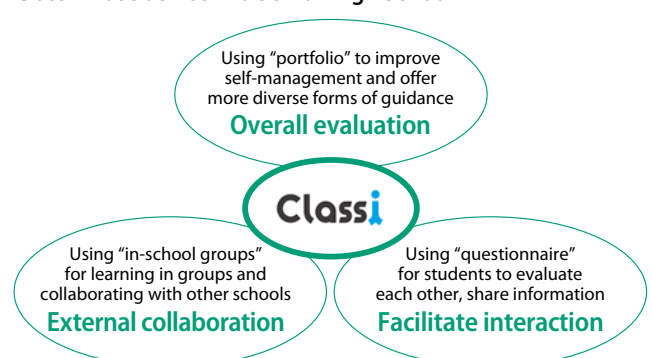 Using “portfolio” to improve
self-management and offer
more diverse forms of guidance
Overall evaluation
Classi
Using “in-school groups”
for learning in groups and
collaborating with other schools
External collaboration
Using “questionnaire”
for students to evaluate
each other, share information
Facilitate interaction